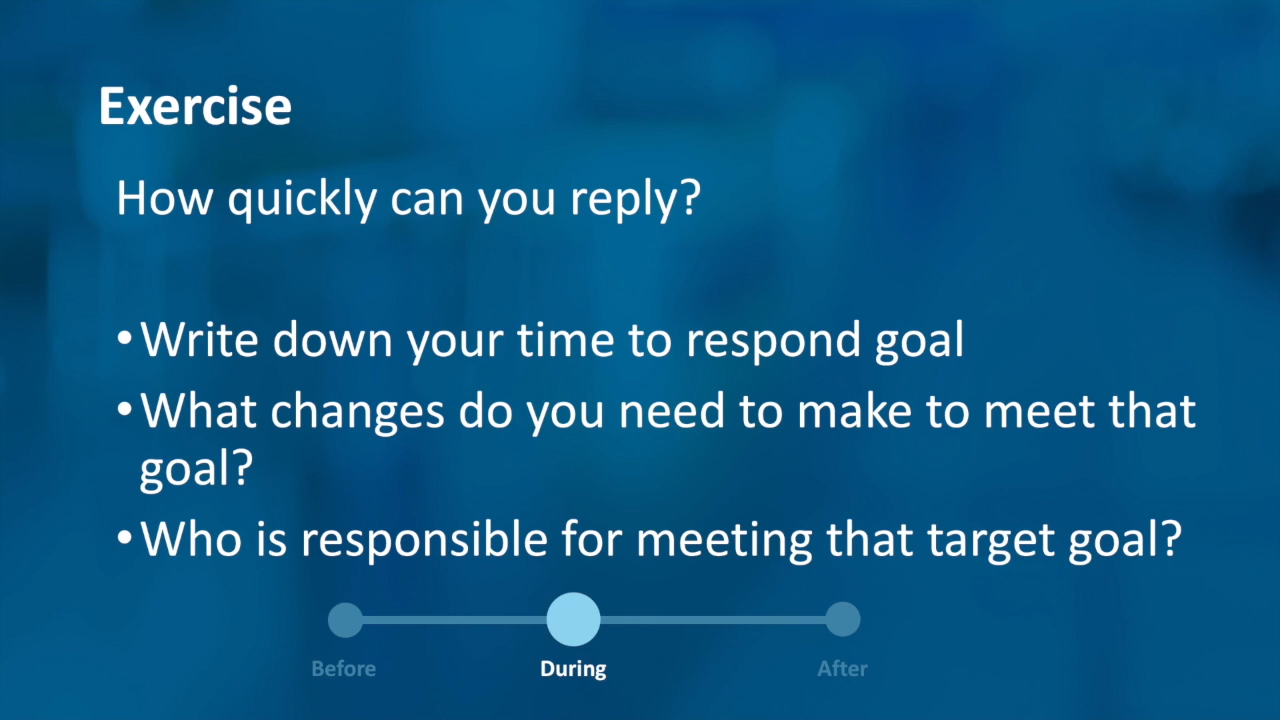 Exercise
How quickly can you reply?
•Write down your time to respond goal
•What changes do you need to make to meet that
goal?
•Who is responsible for meeting that target goal?
Before During After